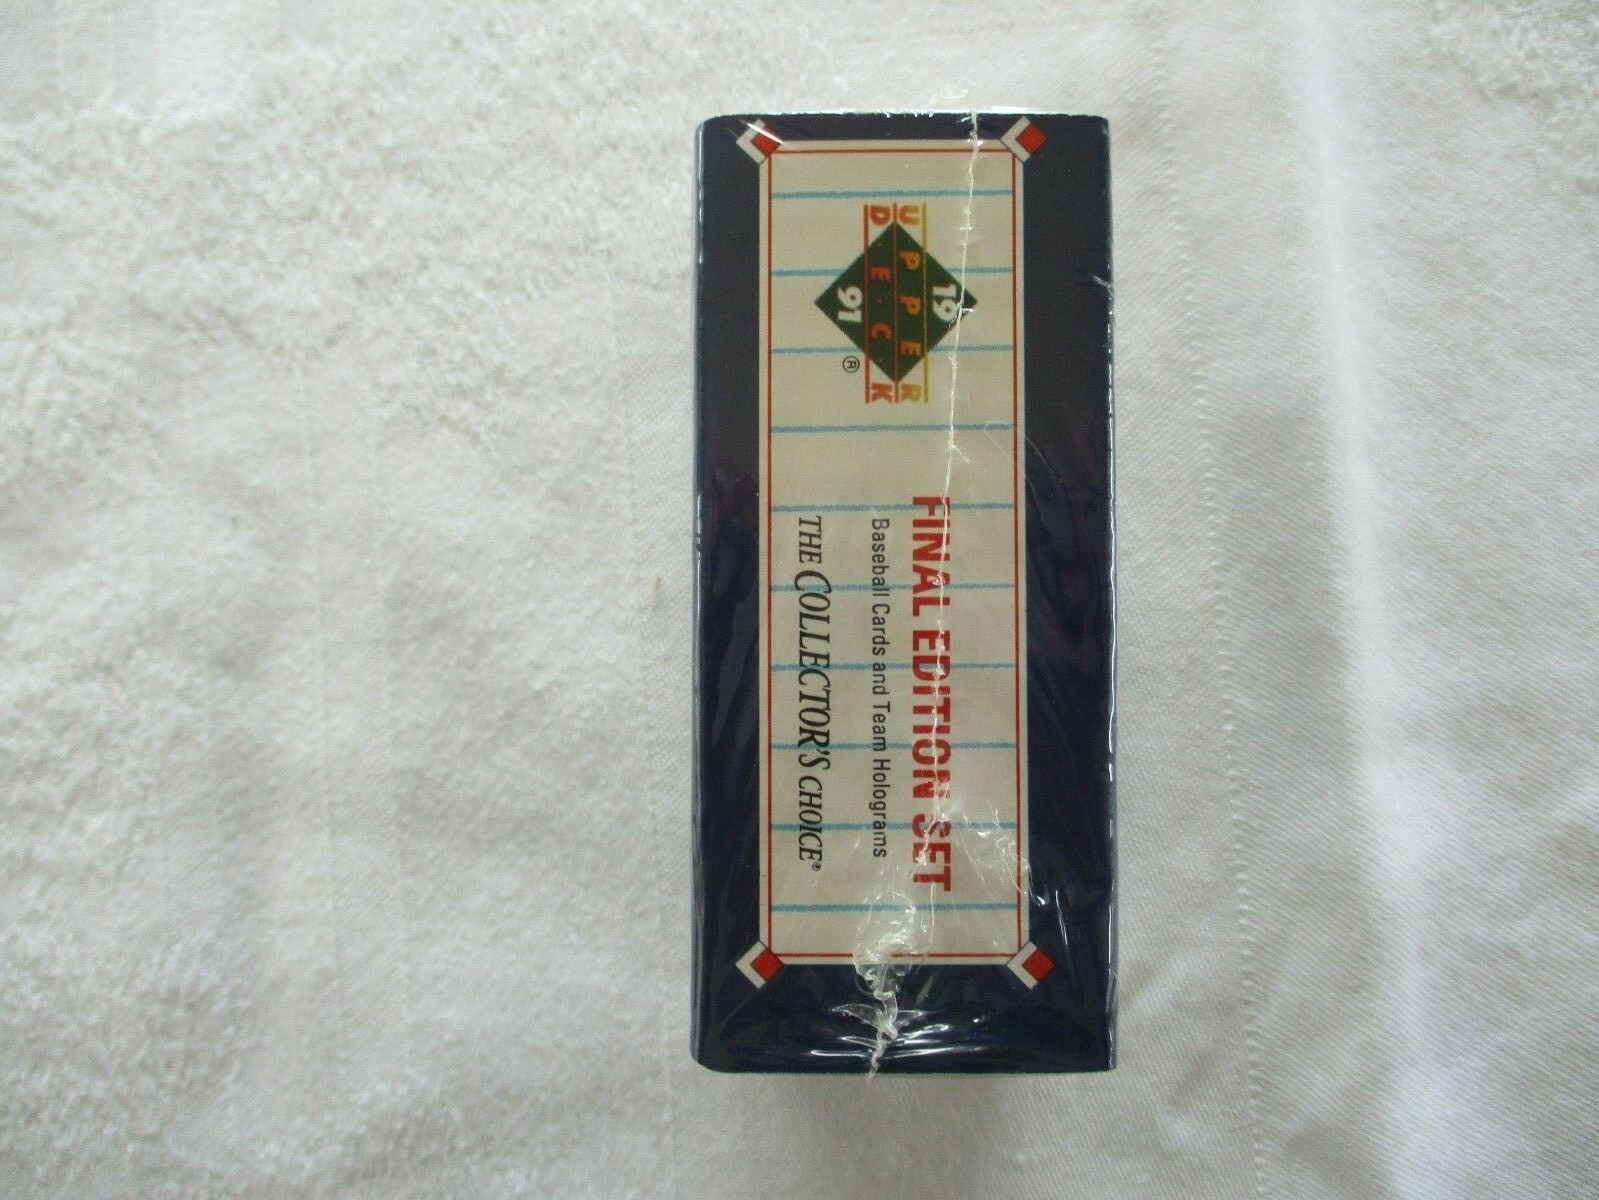 19
UPPER
DECK
91
®
FINAL EDITION SET
Baseball Cards and Team Holograms
THE COLLECTOR'S CHOICE®